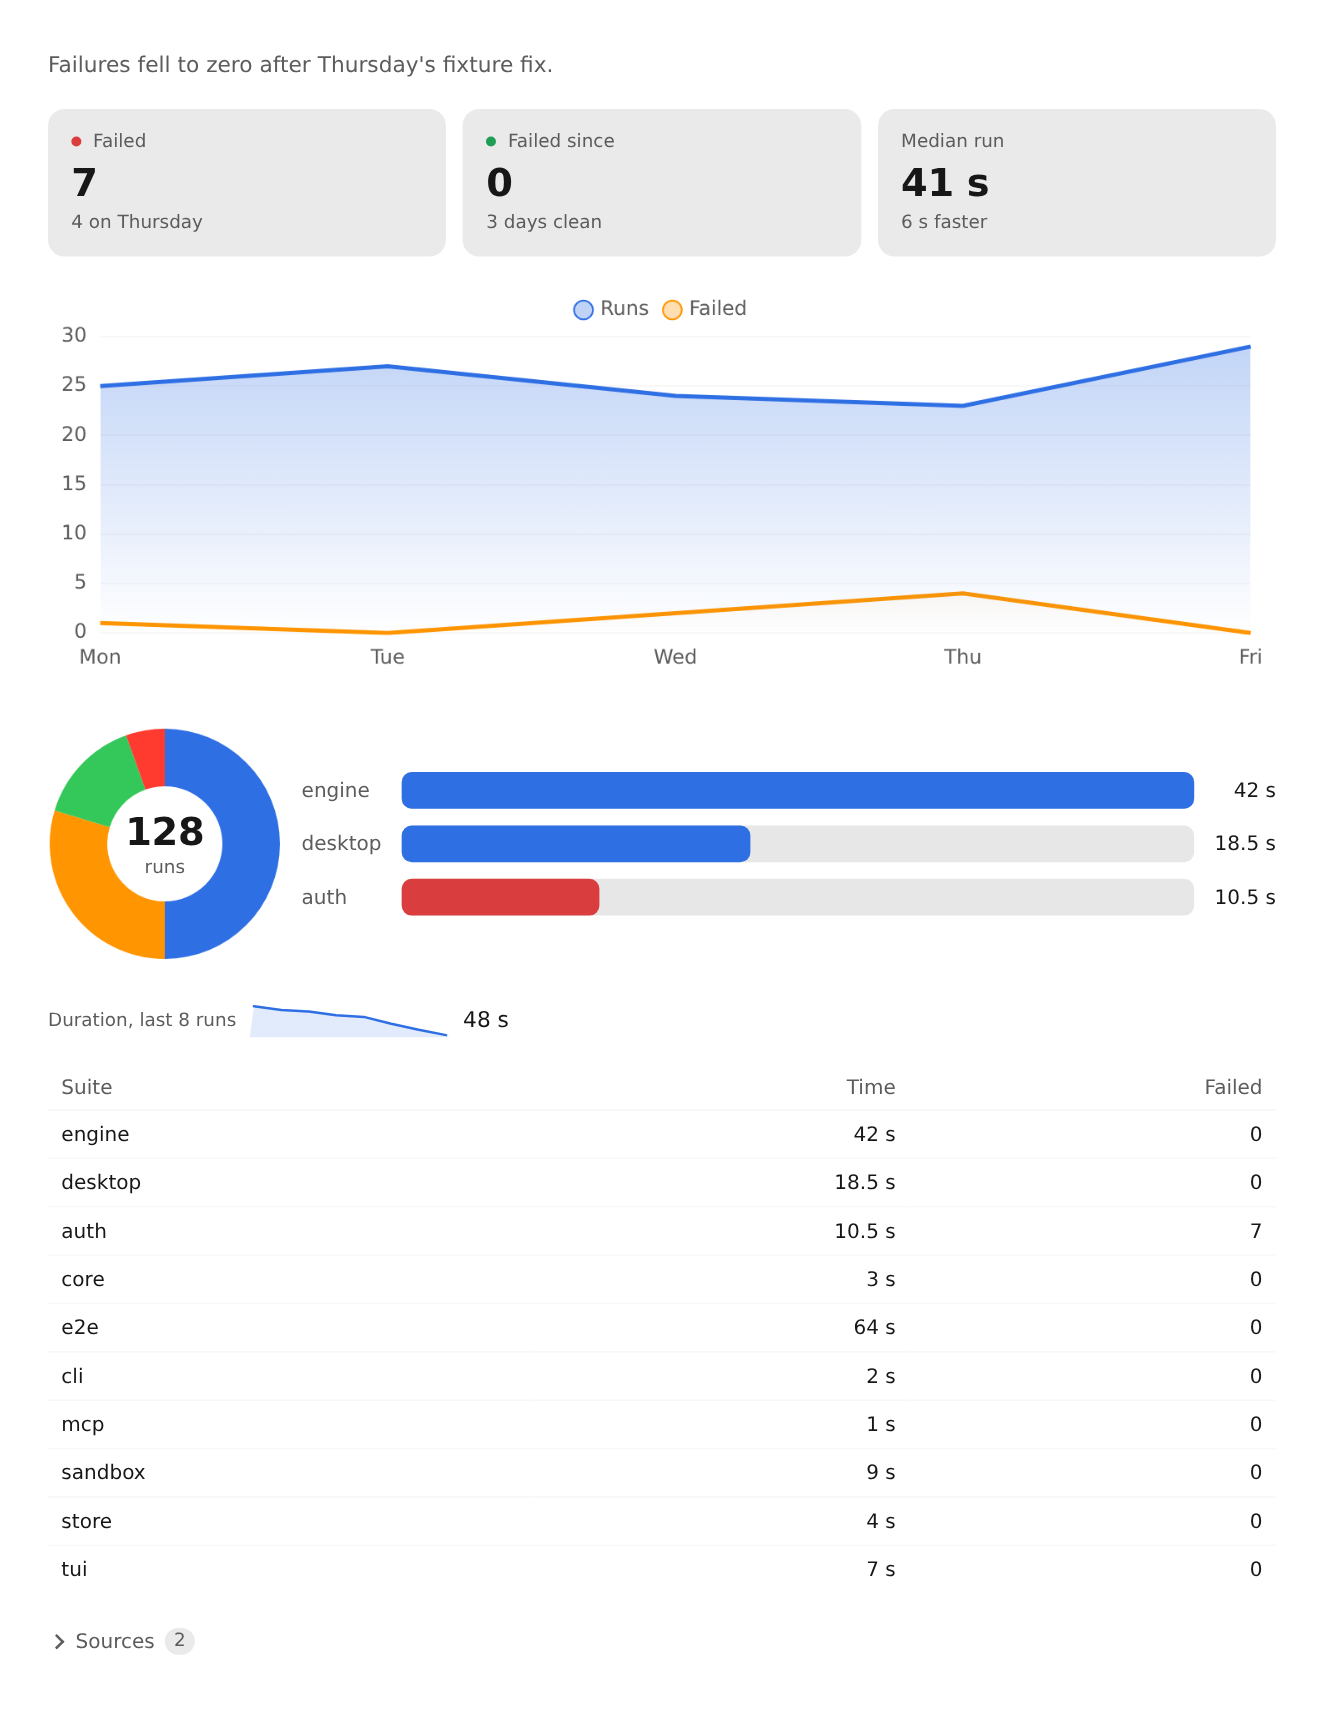 Failures fell to zero after Thursday's fixture fix.
Failed
7
4 on Thursday
Failed since
0
3 days clean
Median run
41 s
6 s faster
Runs Failed
30
25
20
15
10
5
0
Mon Tue Wed Thu Fri
128
runs
engine 42 s
desktop 18.5 s
auth 10.5 s
Duration, last 8 runs 48 s
Suite Time Failed
engine 42 s 0
desktop 18.5 s 0
auth 10.5 s 7
core 3 s 0
e2e 64 s 0
cli 2 s 0
mcp 1 s 0
sandbox 9 s 0
store 4 s 0
tui 7 s 0
Sources 2